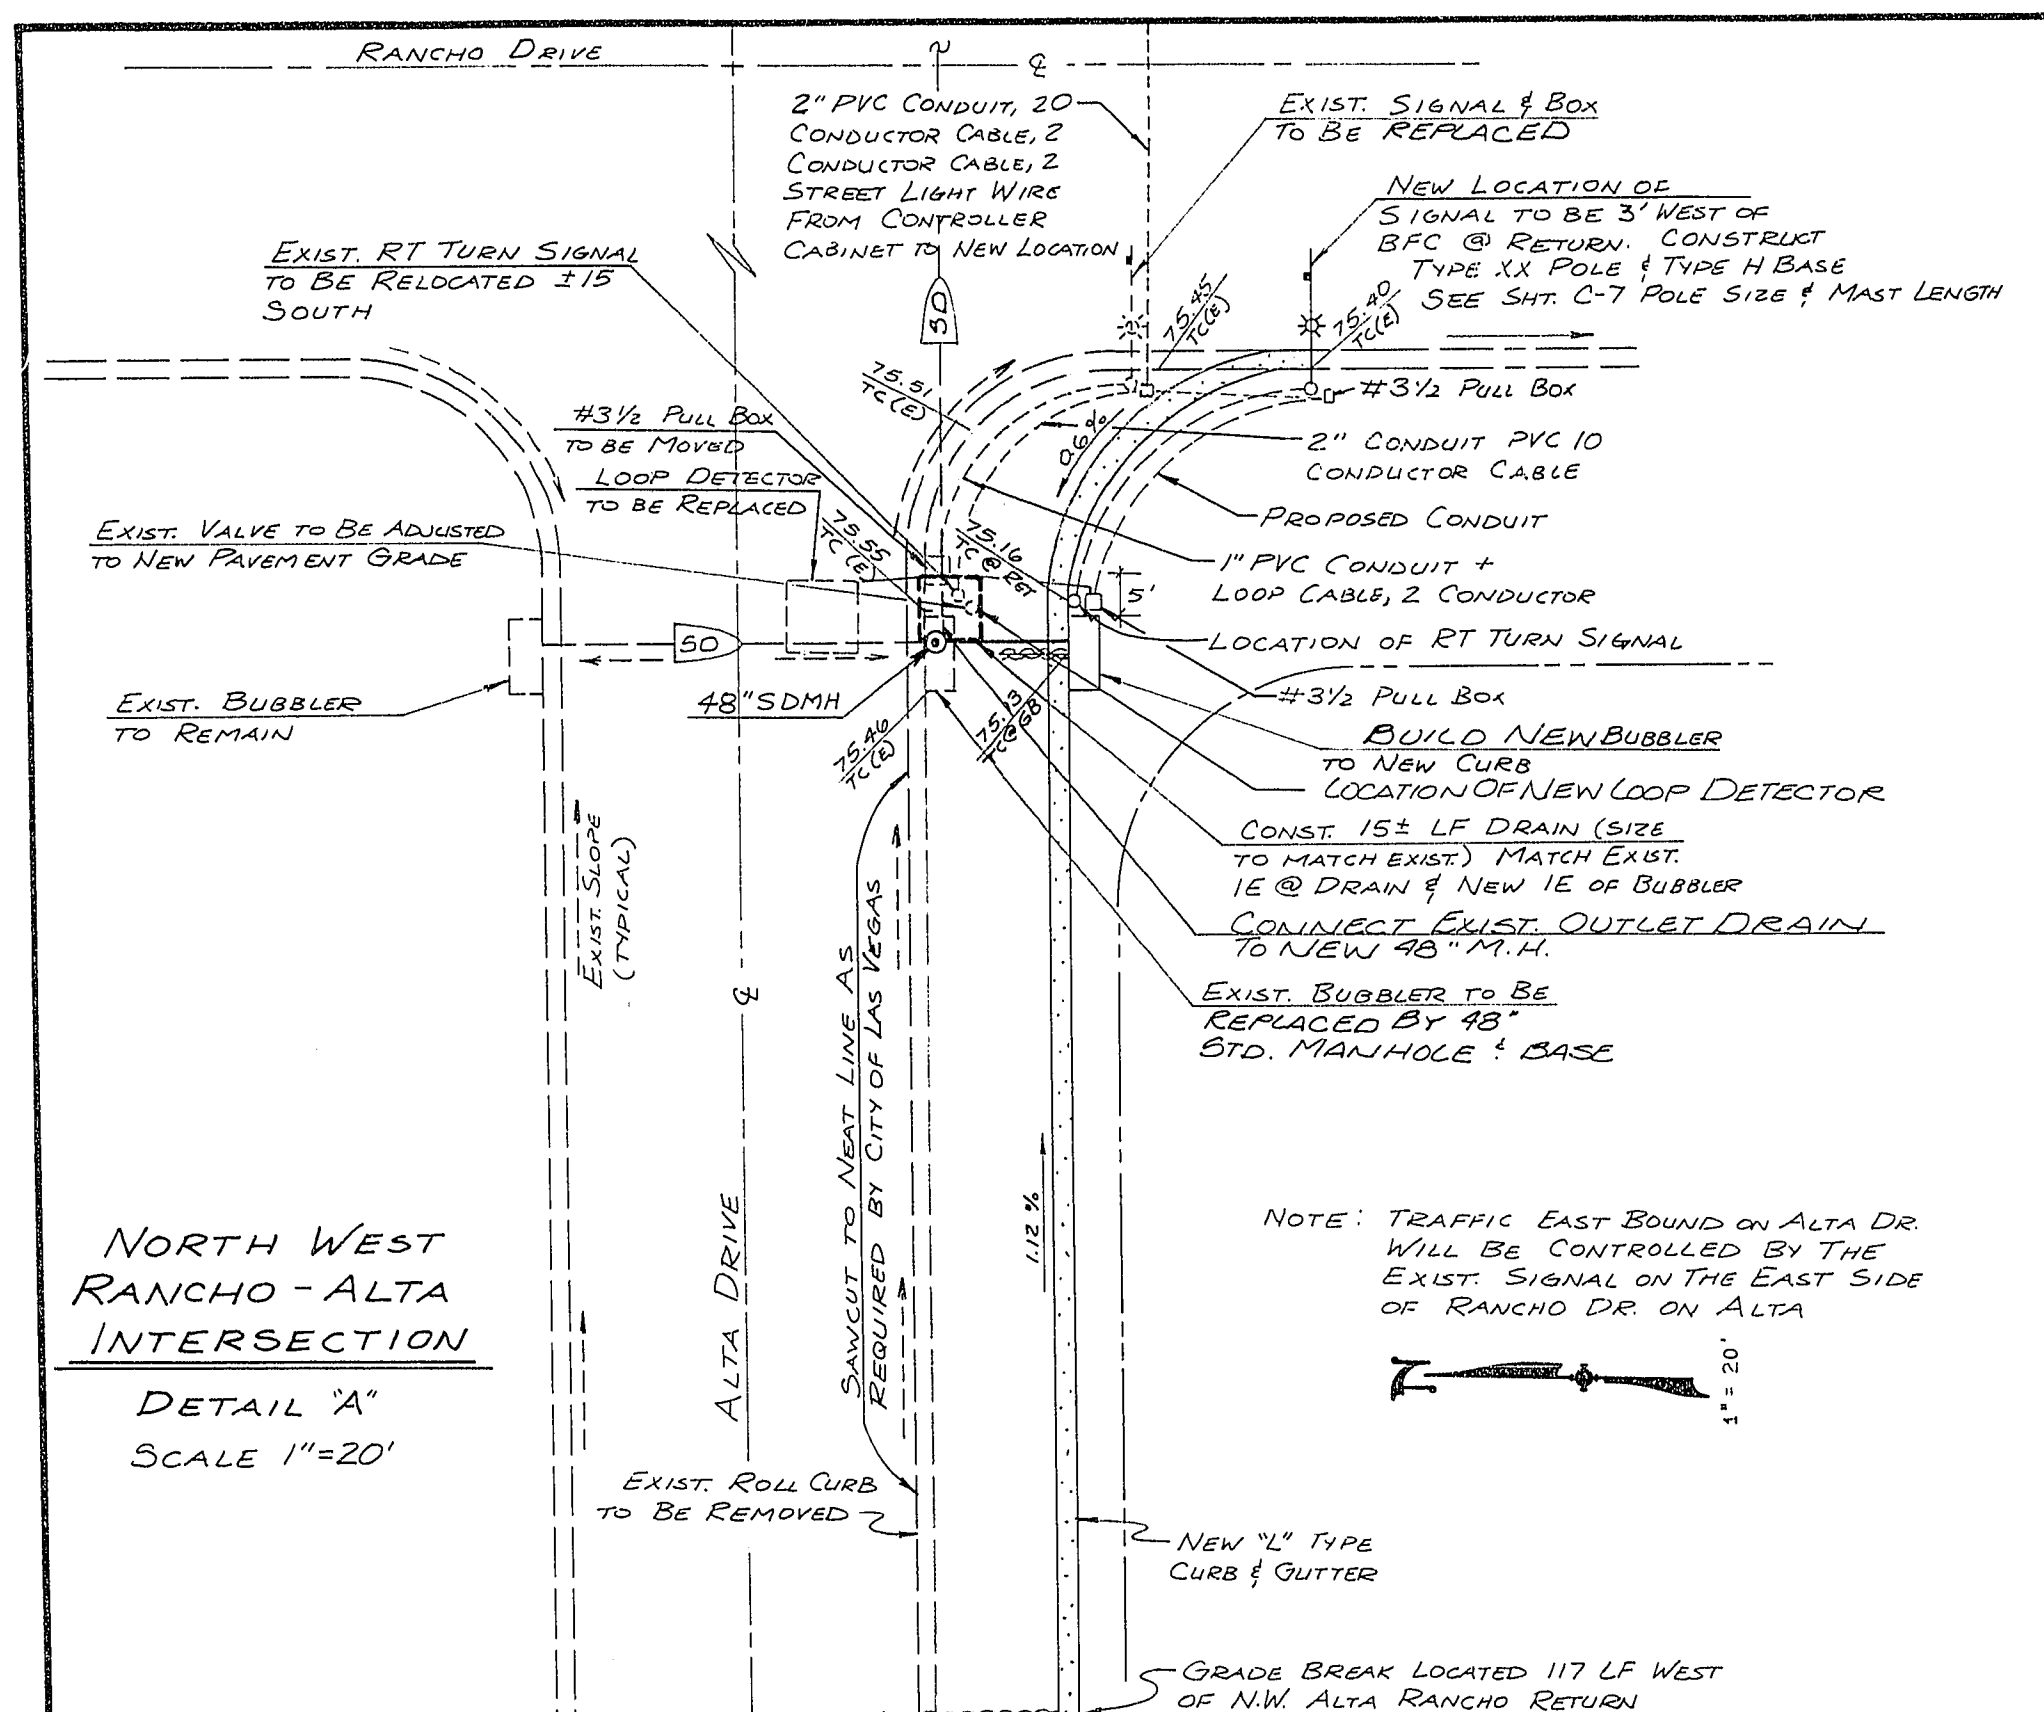 RANCHO DRIVE
℄
2" PVC CONDUIT, 20
CONDUCTOR CABLE, 2
CONDUCTOR CABLE, 2
STREET LIGHT WIRE
FROM CONTROLLER
CABINET TO NEW LOCATION
EXIST. SIGNAL & BOX
TO BE REPLACED
NEW LOCATION OF
SIGNAL TO BE 3' WEST OF
BFC @ RETURN. CONSTRUCT
TYPE XX POLE & TYPE H BASE
SEE SHT. C-7 POLE SIZE & MAST LENGTH
EXIST. RT TURN SIGNAL
TO BE RELOCATED ±15
SOUTH
SD
75.45
TC(E)
75.40
TC(E)
75.51
TC(E)
#3½ PULL BOX
TO BE MOVED
#3½ PULL BOX
0.6%
2" CONDUIT PVC 10
CONDUCTOR CABLE
LOOP DETECTOR
TO BE REPLACED
PROPOSED CONDUIT
EXIST. VALVE TO BE ADJUSTED
TO NEW PAVEMENT GRADE
75.55
TC(E)
75.16
TC @ RET
1" PVC CONDUIT +
LOOP CABLE, 2 CONDUCTOR
5'
LOCATION OF RT TURN SIGNAL
SD
#3½ PULL BOX
EXIST. BUBBLER
TO REMAIN
48" SDMH
75.46
TC(E)
75.13
TC@GB
BUILD NEW BUBBLER
TO NEW CURB
LOCATION OF NEW LOOP DETECTOR
CONST. 15± LF DRAIN (SIZE
TO MATCH EXIST.) MATCH EXIST.
IE @ DRAIN & NEW IE OF BUBBLER
CONNECT EXIST. OUTLET DRAIN
TO NEW 48" M.H.
EXIST. BUBBLER TO BE
REPLACED BY 48"
STD. MANHOLE & BASE
EXIST. SLOPE
(TYPICAL)
℄
ALTA DRIVE
SAWCUT TO NEAT LINE AS
REQUIRED BY CITY OF LAS VEGAS
1.12 %
NOTE: TRAFFIC EAST BOUND ON ALTA DR.
WILL BE CONTROLLED BY THE
EXIST. SIGNAL ON THE EAST SIDE
OF RANCHO DR. ON ALTA
1" = 20'
NORTH WEST
RANCHO - ALTA
INTERSECTION
DETAIL "A"
SCALE 1"=20'
EXIST. ROLL CURB
TO BE REMOVED
NEW "L" TYPE
CURB & GUTTER
GRADE BREAK LOCATED 117 LF WEST
OF N.W. ALTA RANCHO RETURN